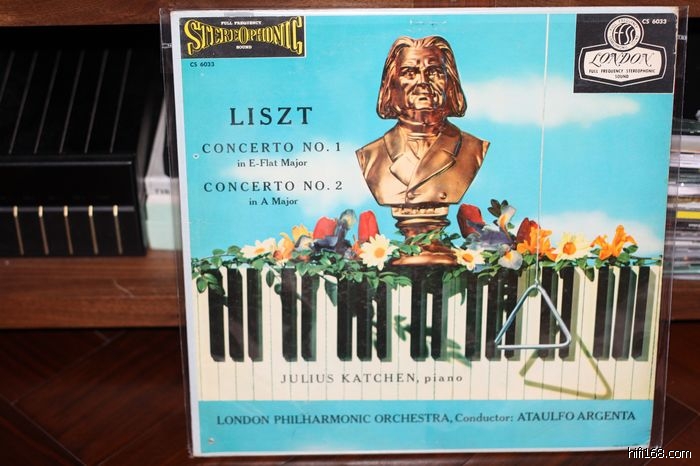 FULL FREQUENCY
STEREOPHONIC
SOUND
CS 6033
CS 6033
LONDON
FULL FREQUENCY STEREOPHONIC
SOUND
LISZT
CONCERTO NO. 1
in E-Flat Major
CONCERTO NO. 2
in A Major
JULIUS KATCHEN, piano
LONDON PHILHARMONIC ORCHESTRA, Conductor: ATAULFO ARGENTA
hifi168.com